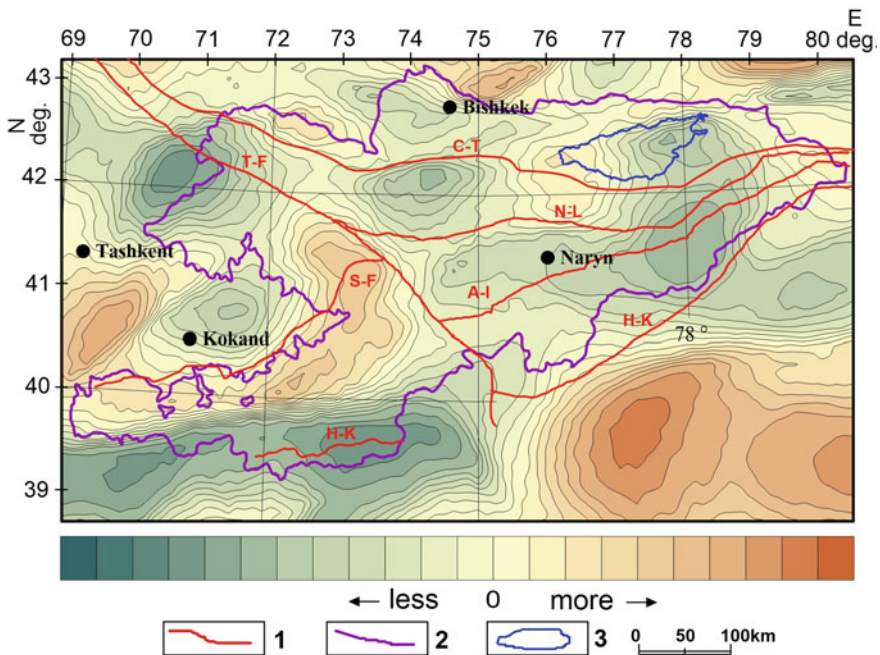 69 70 71 72 73 74 75 76 77 78 79 80 E deg.
N deg.
43
42
41
40
39
Bishkek
C-T
T-F
N-L
Tashkent
Naryn
S-F
A-I
H-K
Kokand
78 °
H-K
← less 0 more →
1 2 3 0 50 100km